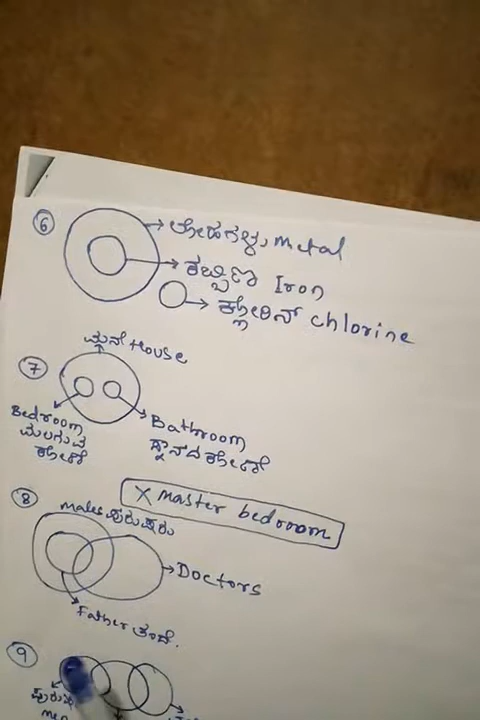 6 ಲೋಹಗಳು metal
ಕಬ್ಬಿಣ Iron
ಕ್ಲೋರಿನ್ chlorine
7 ಮನೆ House
Bedroom
ಮಲಗುವ
ಕೋಣೆ
Bathroom
ಸ್ನಾನದ ಕೋಣೆ
X master bedroom
8 males ಪುರುಷರು
Doctors
Father ತಂದೆ.
9
ಪುರುಷ
men